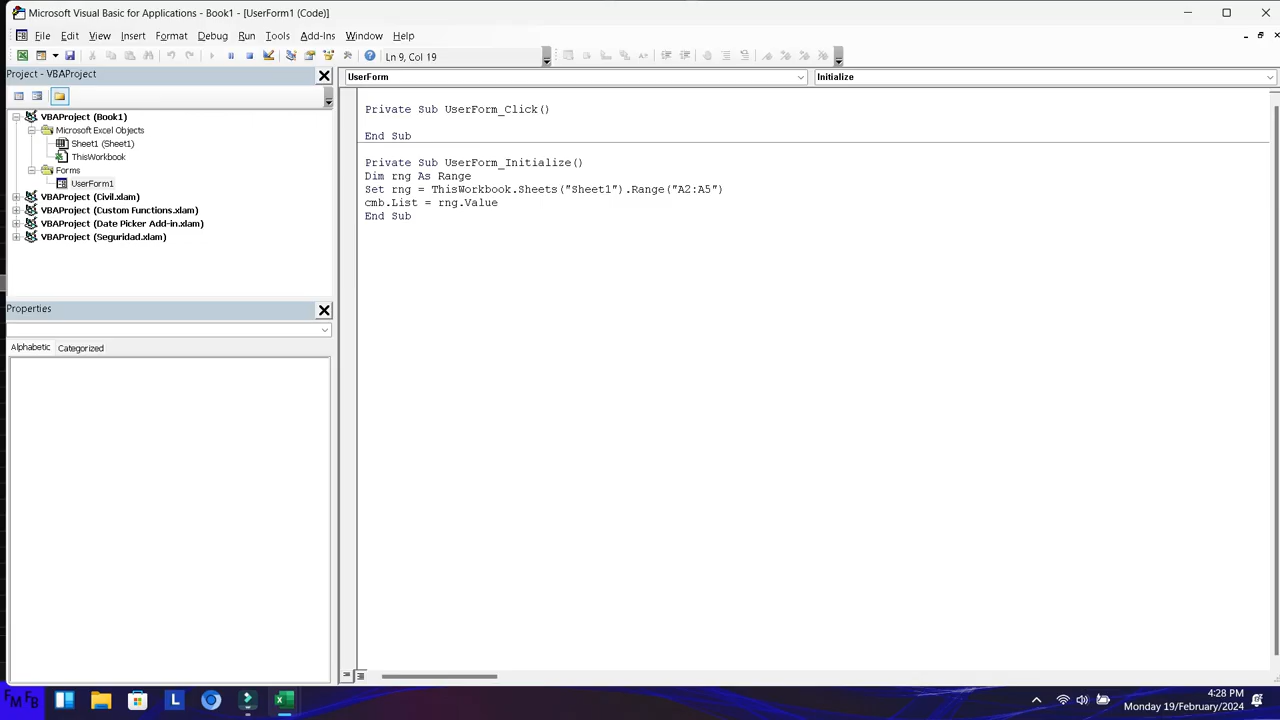 Microsoft Visual Basic for Applications - Book1 - [UserForm1 (Code)]
File Edit View Insert Format Debug Run Tools Add-Ins Window Help
Ln 9, Col 19
Project - VBAProject
UserForm
Initialize
VBAProject (Book1)
Microsoft Excel Objects
Sheet1 (Sheet1)
ThisWorkbook
Forms
UserForm1
VBAProject (Civil.xlam)
VBAProject (Custom Functions.xlam)
VBAProject (Date Picker Add-in.xlam)
VBAProject (Seguridad.xlam)
Private Sub UserForm_Click()
End Sub
Private Sub UserForm_Initialize()
Dim rng As Range
Set rng = ThisWorkbook.Sheets("Sheet1").Range("A2:A5")
cmb.List = rng.Value
End Sub
Properties
Alphabetic Categorized
FM FB
L
4:28 PM
Monday 19/February/2024